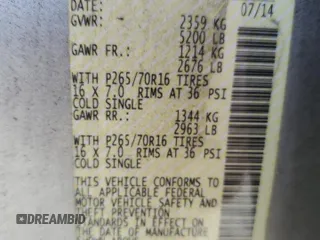 DATE: 07/14
GVWR: 2359 KG
5200 LB
GAWR FR.: 1214 KG
2676 LB
WITH P265/70R16 TIRES
16 X 7.0 RIMS AT 36 PSI
COLD SINGLE
GAWR RR: 1344 KG
2963 LB
WITH P265/70R16 TIRES
16 X 7.0 RIMS AT 36 PSI
COLD SINGLE
THIS VEHICLE CONFORMS TO
ALL APPLICABLE FEDERAL
MOTOR VEHICLE SAFETY AND
THEFT PREVENTION
STANDARDS IN EFFECT ON
THE DATE OF
DREAMBID